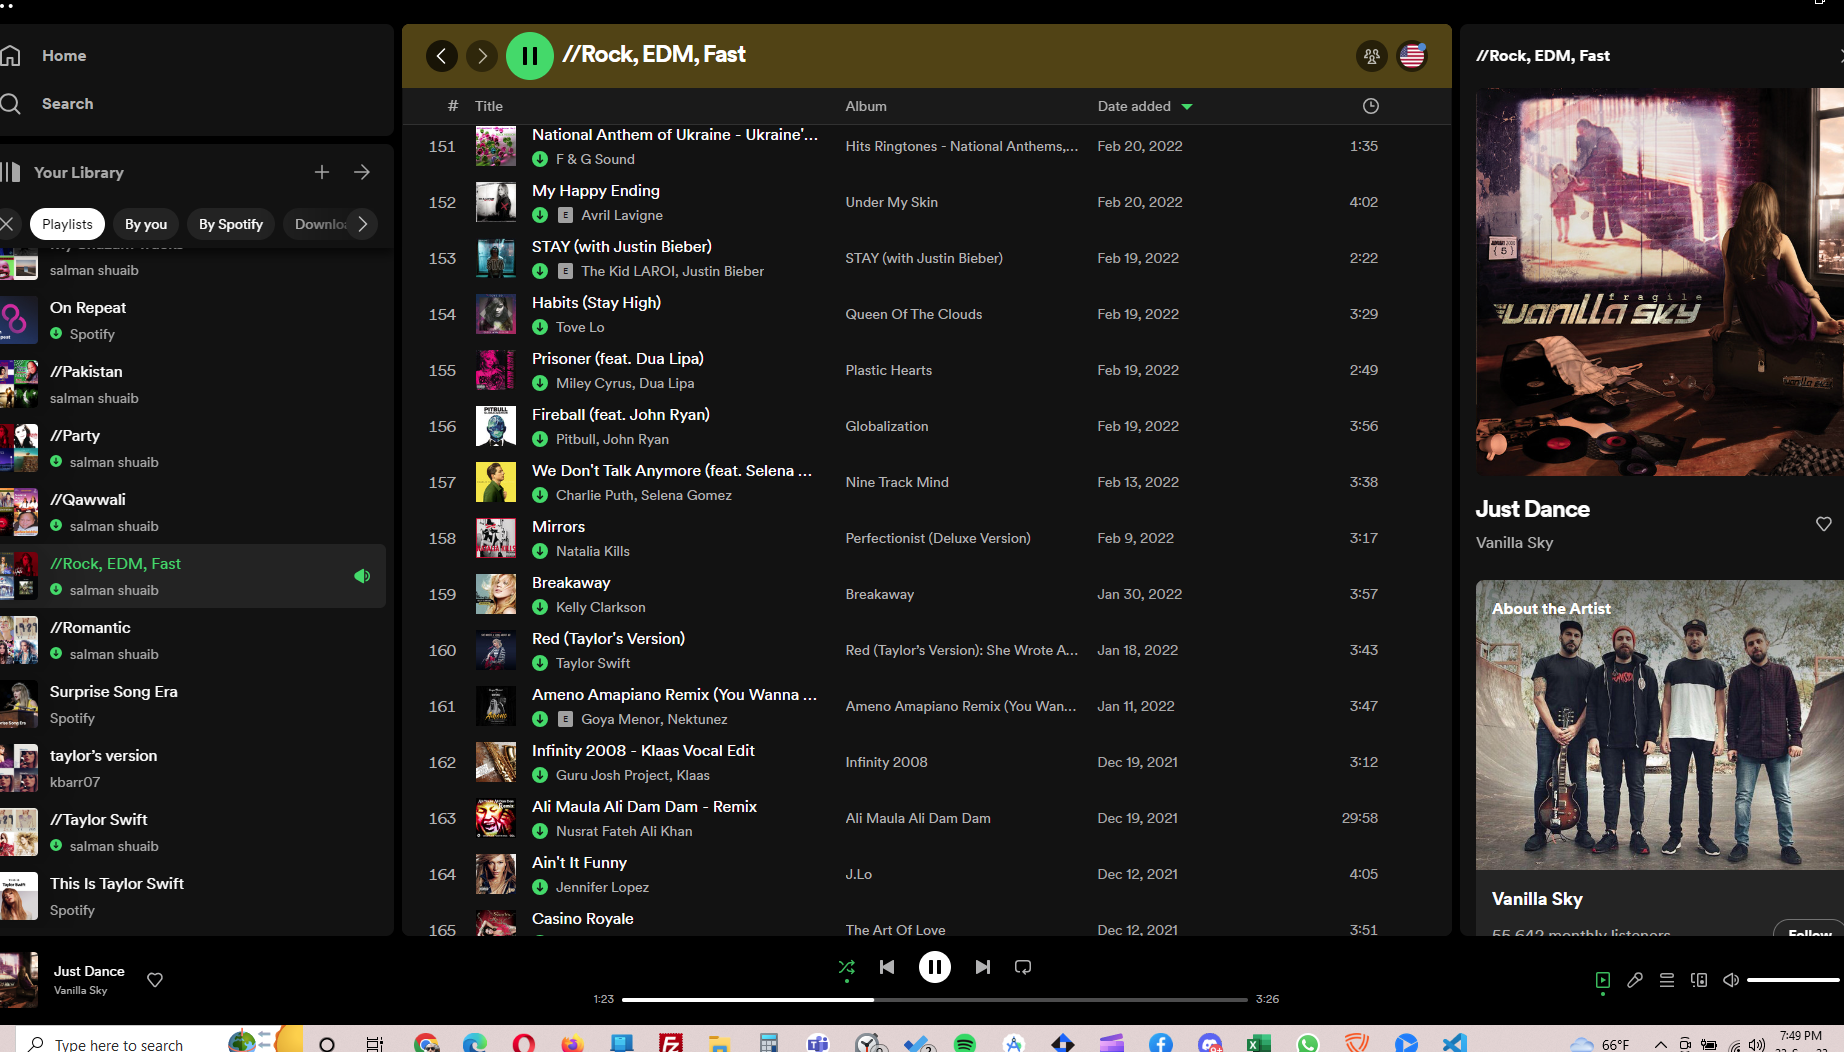 Home
Search
Your Library
Playlists
By you
By Spotify
salman shuaib
On Repeat
Spotify
//Pakistan
salman shuaib
//Party
salman shuaib
//Qawwali
salman shuaib
//Rock, EDM, Fast
salman shuaib
//Romantic
salman shuaib
Surprise Song Era
Spotify
taylor's version
kbarr07
//Taylor Swift
salman shuaib
This Is Taylor Swift
Spotify
//Rock, EDM, Fast
# Title Album Date added
151 National Anthem of Ukraine - Ukraine'... Hits Ringtones - National Anthems,... Feb 20, 2022 1:35
F & G Sound
152 My Happy Ending Under My Skin Feb 20, 2022 4:02
E Avril Lavigne
153 STAY (with Justin Bieber) STAY (with Justin Bieber) Feb 19, 2022 2:22
E The Kid LAROI, Justin Bieber
154 Habits (Stay High) Queen Of The Clouds Feb 19, 2022 3:29
Tove Lo
155 Prisoner (feat. Dua Lipa) Plastic Hearts Feb 19, 2022 2:49
Miley Cyrus, Dua Lipa
156 Fireball (feat. John Ryan) Globalization Feb 19, 2022 3:56
Pitbull, John Ryan
157 We Don't Talk Anymore (feat. Selena ... Nine Track Mind Feb 13, 2022 3:38
Charlie Puth, Selena Gomez
158 Mirrors Perfectionist (Deluxe Version) Feb 9, 2022 3:17
Natalia Kills
159 Breakaway Breakaway Jan 30, 2022 3:57
Kelly Clarkson
160 Red (Taylor's Version) Red (Taylor's Version): She Wrote A... Jan 18, 2022 3:43
Taylor Swift
161 Ameno Amapiano Remix (You Wanna ... Ameno Amapiano Remix (You Wan... Jan 11, 2022 3:47
E Goya Menor, Nektunez
162 Infinity 2008 - Klaas Vocal Edit Infinity 2008 Dec 19, 2021 3:12
Guru Josh Project, Klaas
163 Ali Maula Ali Dam Dam - Remix Ali Maula Ali Dam Dam Dec 19, 2021 29:58
Nusrat Fateh Ali Khan
164 Ain't It Funny J.Lo Dec 12, 2021 4:05
Jennifer Lopez
165 Casino Royale The Art Of Love Dec 12, 2021 3:51
//Rock, EDM, Fast
fragile
vanilla sky
Just Dance
Vanilla Sky
About the Artist
Vanilla Sky
55,642 monthly listeners
Follow
Just Dance
Vanilla Sky
1:23
3:26
Type here to search
66°F
7:49 PM